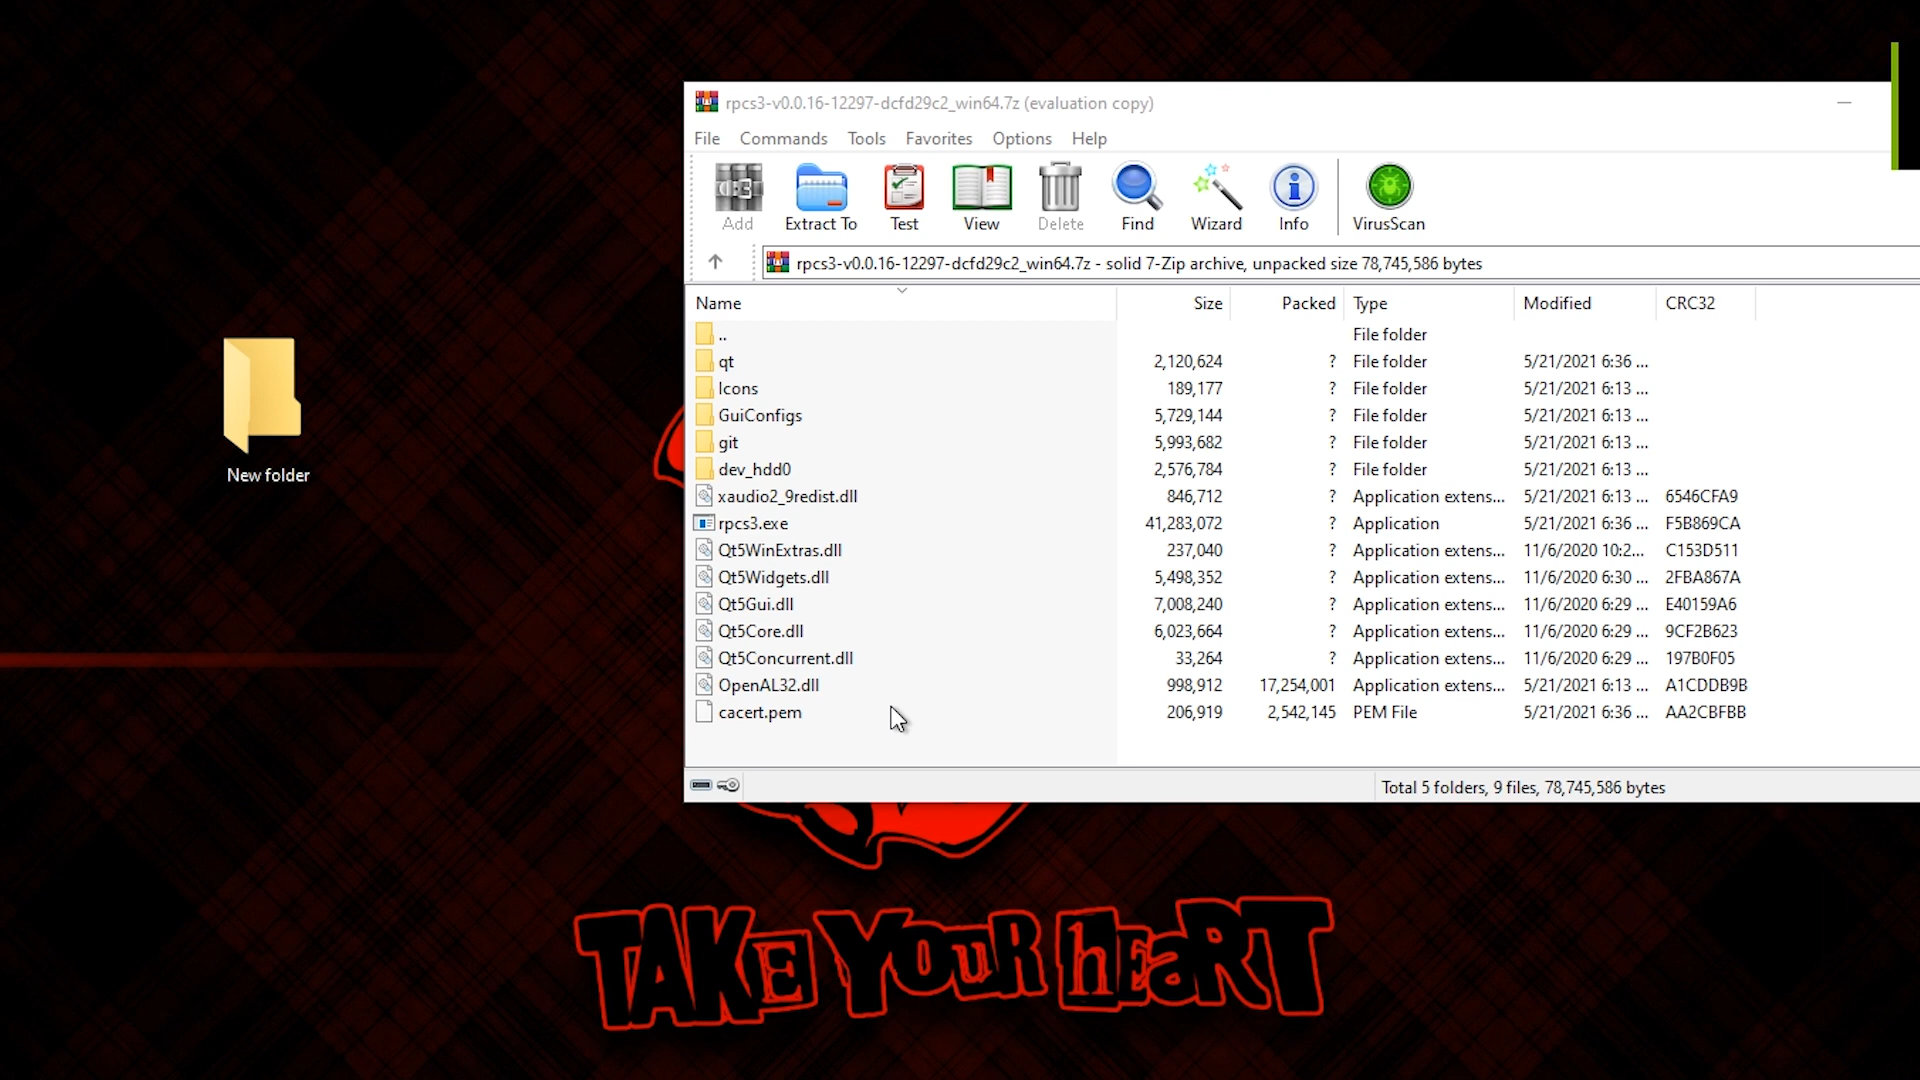 rpcs3-v0.0.16-12297-dcfd29c2_win64.7z (evaluation copy)
File Commands Tools Favorites Options Help
Add Extract To Test View Delete Find Wizard Info VirusScan
rpcs3-v0.0.16-12297-dcfd29c2_win64.7z - solid 7-Zip archive, unpacked size 78,745,586 bytes
Name Size Packed Type Modified CRC32
.. File folder
qt 2,120,624 ? File folder 5/21/2021 6:36 ...
Icons 189,177 ? File folder 5/21/2021 6:13 ...
GuiConfigs 5,729,144 ? File folder 5/21/2021 6:13 ...
git 5,993,682 ? File folder 5/21/2021 6:13 ...
dev_hdd0 2,576,784 ? File folder 5/21/2021 6:13 ...
xaudio2_9redist.dll 846,712 ? Application extens... 5/21/2021 6:13 ... 6546CFA9
rpcs3.exe 41,283,072 ? Application 5/21/2021 6:36 ... F5B869CA
Qt5WinExtras.dll 237,040 ? Application extens... 11/6/2020 10:2... C153D511
Qt5Widgets.dll 5,498,352 ? Application extens... 11/6/2020 6:30 ... 2FBA867A
Qt5Gui.dll 7,008,240 ? Application extens... 11/6/2020 6:29 ... E40159A6
Qt5Core.dll 6,023,664 ? Application extens... 11/6/2020 6:29 ... 9CF2B623
Qt5Concurrent.dll 33,264 ? Application extens... 11/6/2020 6:29 ... 197B0F05
OpenAL32.dll 998,912 17,254,001 Application extens... 5/21/2021 6:13 ... A1CDDB9B
cacert.pem 206,919 2,542,145 PEM File 5/21/2021 6:36 ... AA2CBFBB
Total 5 folders, 9 files, 78,745,586 bytes
New folder
TAKE YOUR HEART